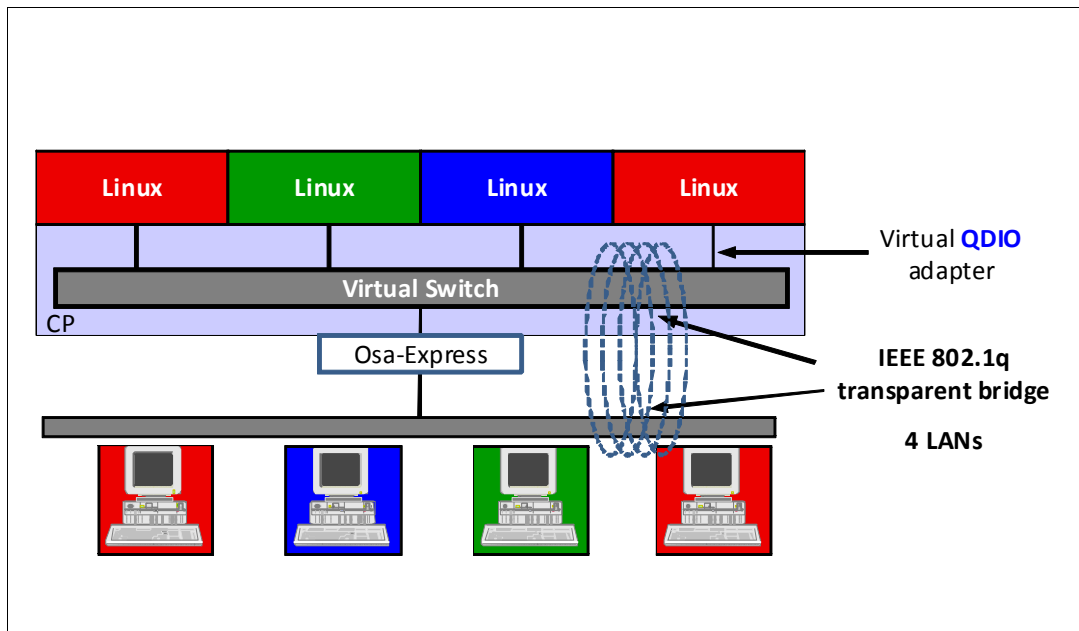 Linux
Linux
Linux
Linux
Virtual QDIO
adapter
Virtual Switch
CP
Osa-Express
IEEE 802.1q
transparent bridge
4 LANs